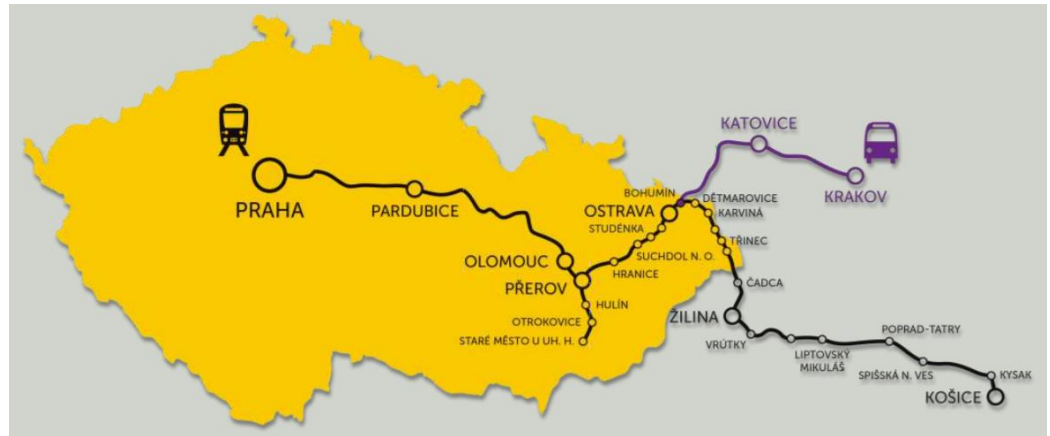 KATOVICE
KRAKOV
PRAHA
PARDUBICE
BOHUMÍN
DĚTMAROVICE
OSTRAVA
KARVINÁ
STUDÉNKA
TŘINEC
OLOMOUC
SUCHDOL N. O.
HRANICE
PŘEROV
ČADCA
HULÍN
ŽILINA
OTROKOVICE
POPRAD-TATRY
STARÉ MĚSTO U UH. H.
VRÚTKY
LIPTOVSKÝ
MIKULÁŠ
SPIŠSKÁ N. VES
KYSAK
KOŠICE